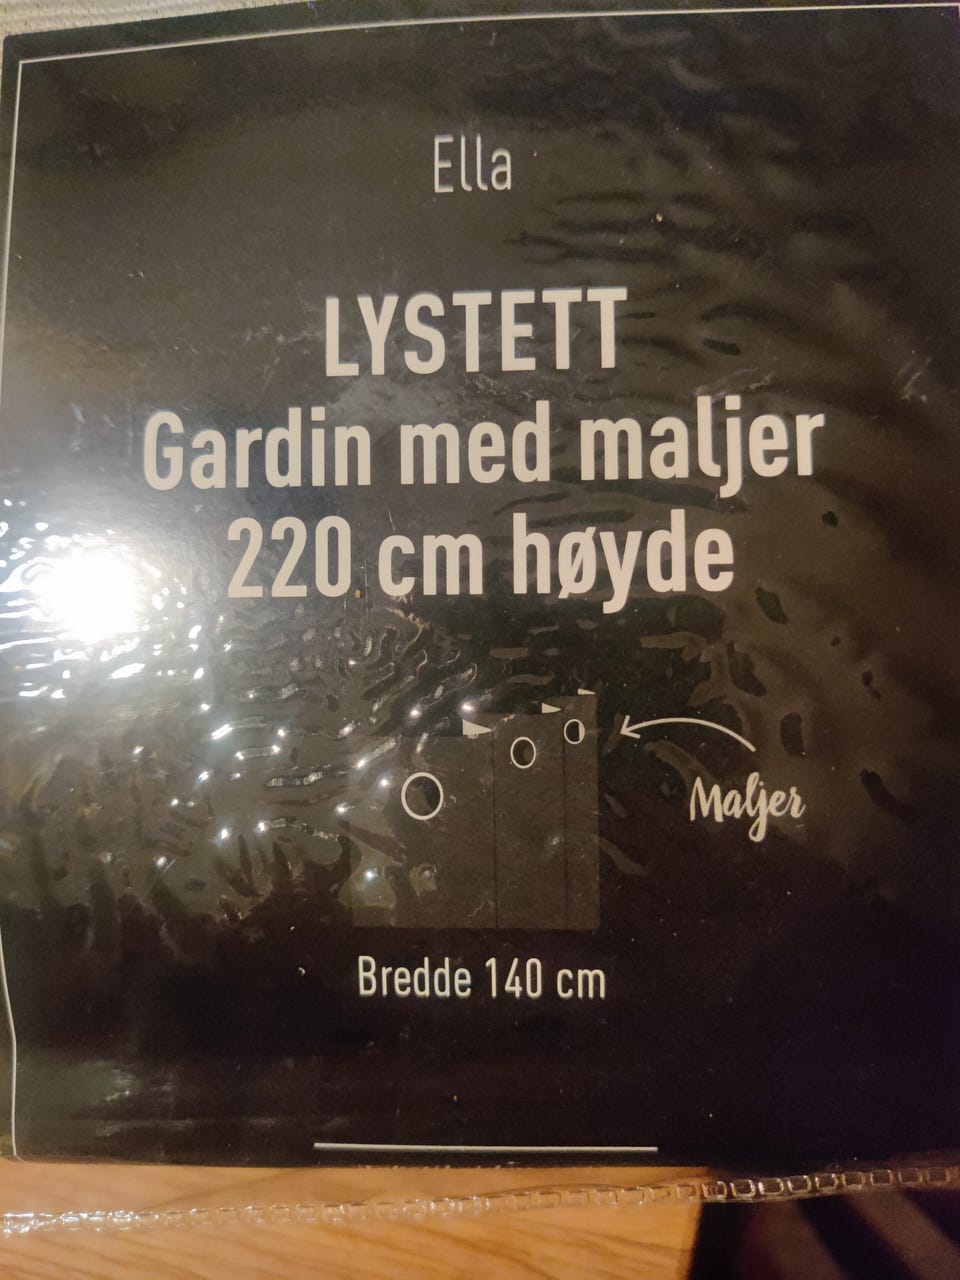 Ella
LYSTETT
Gardin med maljer
220 cm høyde
Maljer
Bredde 140 cm